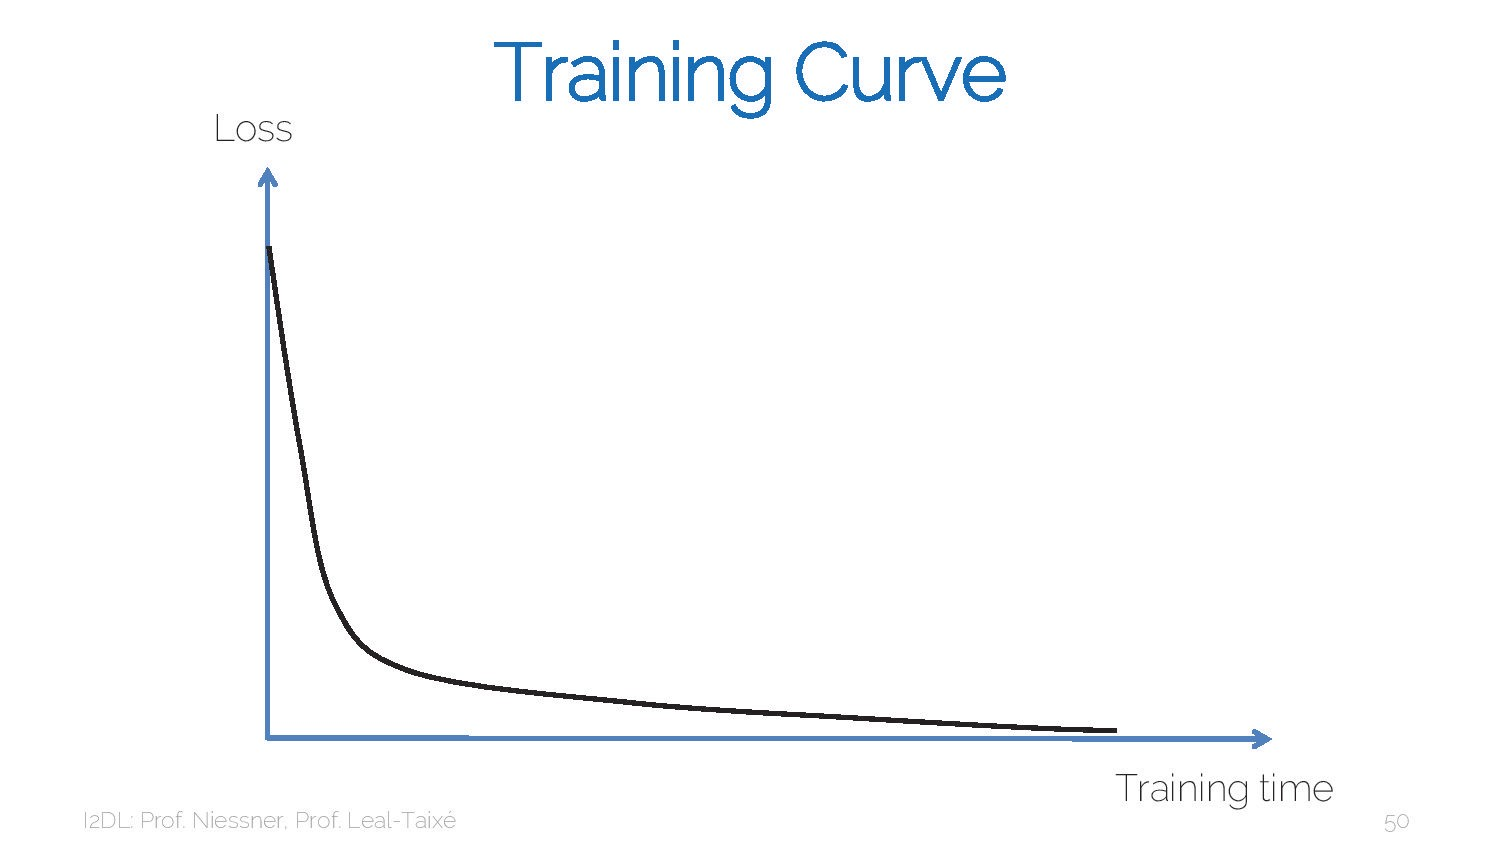 Training Curve
Loss
Training time
I2DL: Prof. Niessner, Prof. Leal-Taixé
50